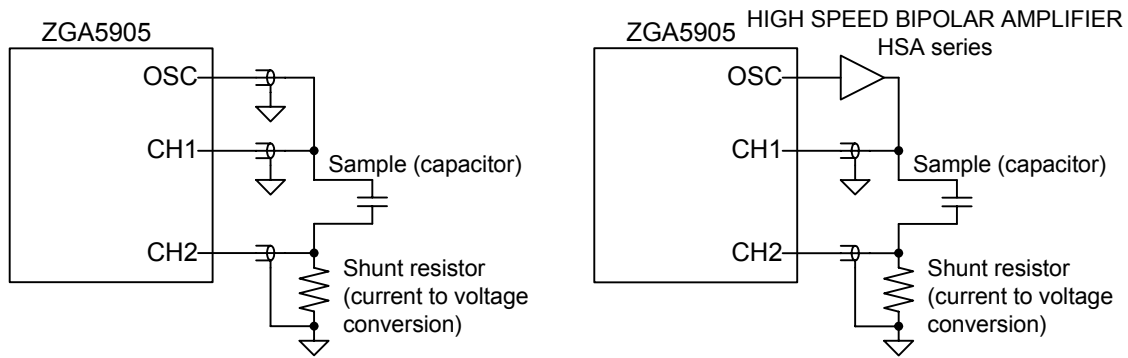 ZGA5905
OSC
CH1
Sample (capacitor)
CH2
Shunt resistor
(current to voltage
conversion)
HIGH SPEED BIPOLAR AMPLIFIER
HSA series
ZGA5905
OSC
CH1
Sample (capacitor)
CH2
Shunt resistor
(current to voltage
conversion)